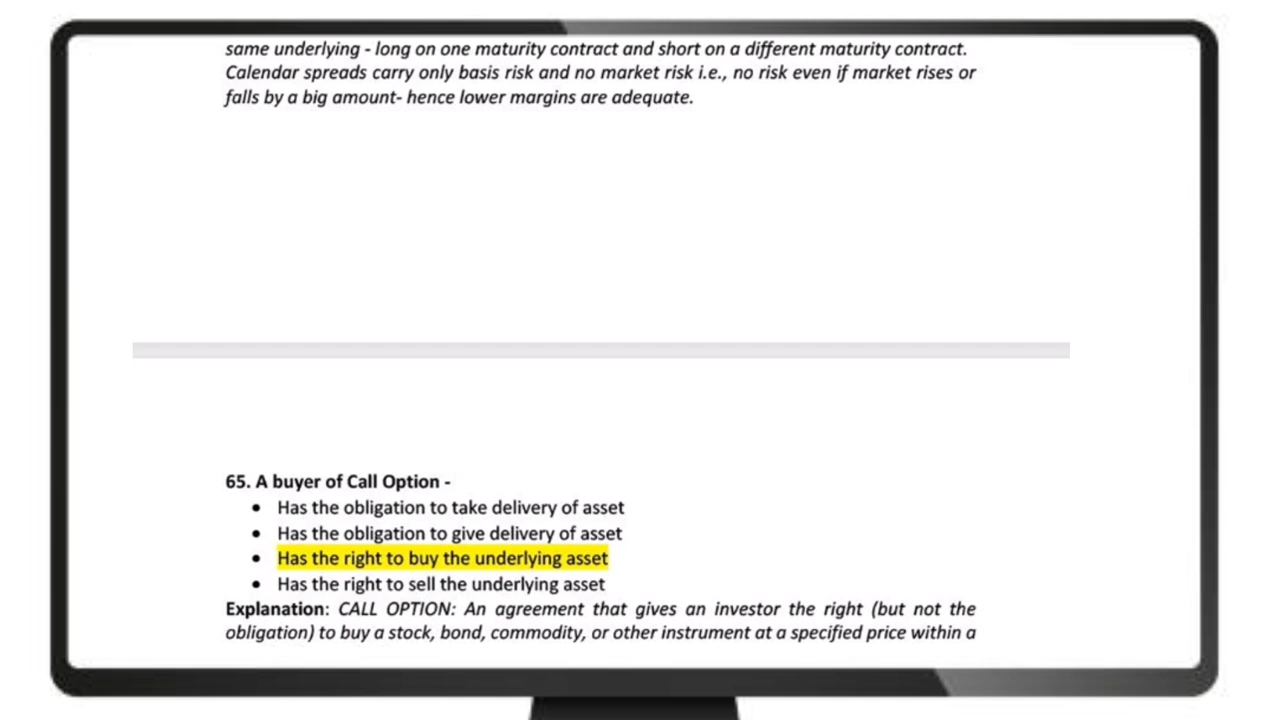 same underlying - long on one maturity contract and short on a different maturity contract.
Calendar spreads carry only basis risk and no market risk i.e., no risk even if market rises or
falls by a big amount- hence lower margins are adequate.
65. A buyer of Call Option -
• Has the obligation to take delivery of asset
• Has the obligation to give delivery of asset
• Has the right to buy the underlying asset
• Has the right to sell the underlying asset
Explanation: CALL OPTION: An agreement that gives an investor the right (but not the
obligation) to buy a stock, bond, commodity, or other instrument at a specified price within a